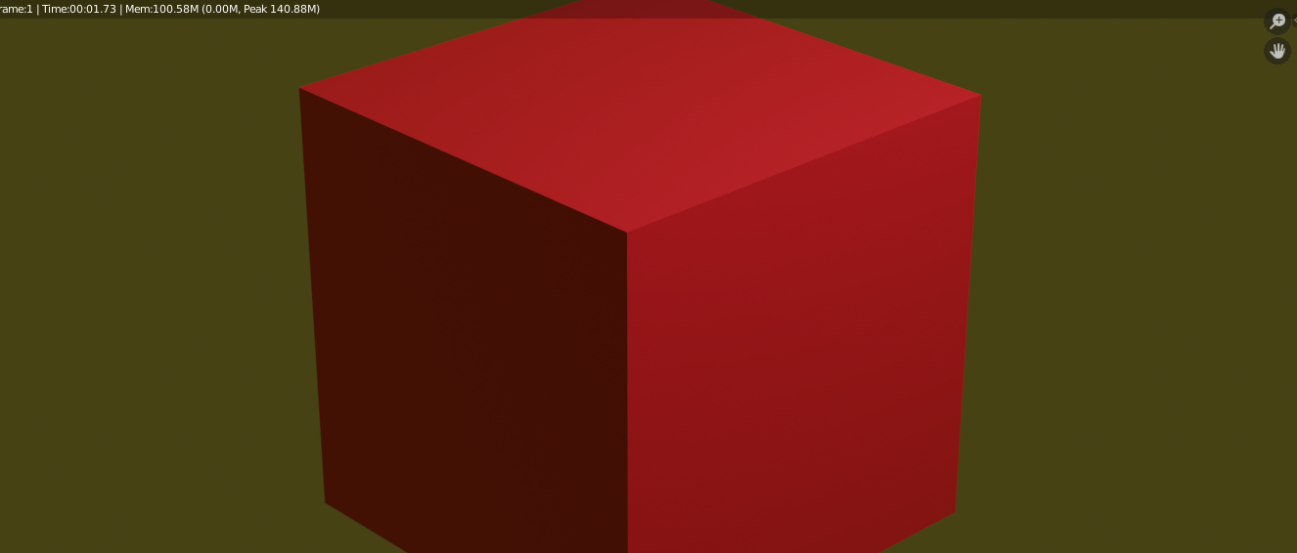 rame:1 | Time:00:01.73 | Mem:100.58M (0.00M, Peak 140.88M)